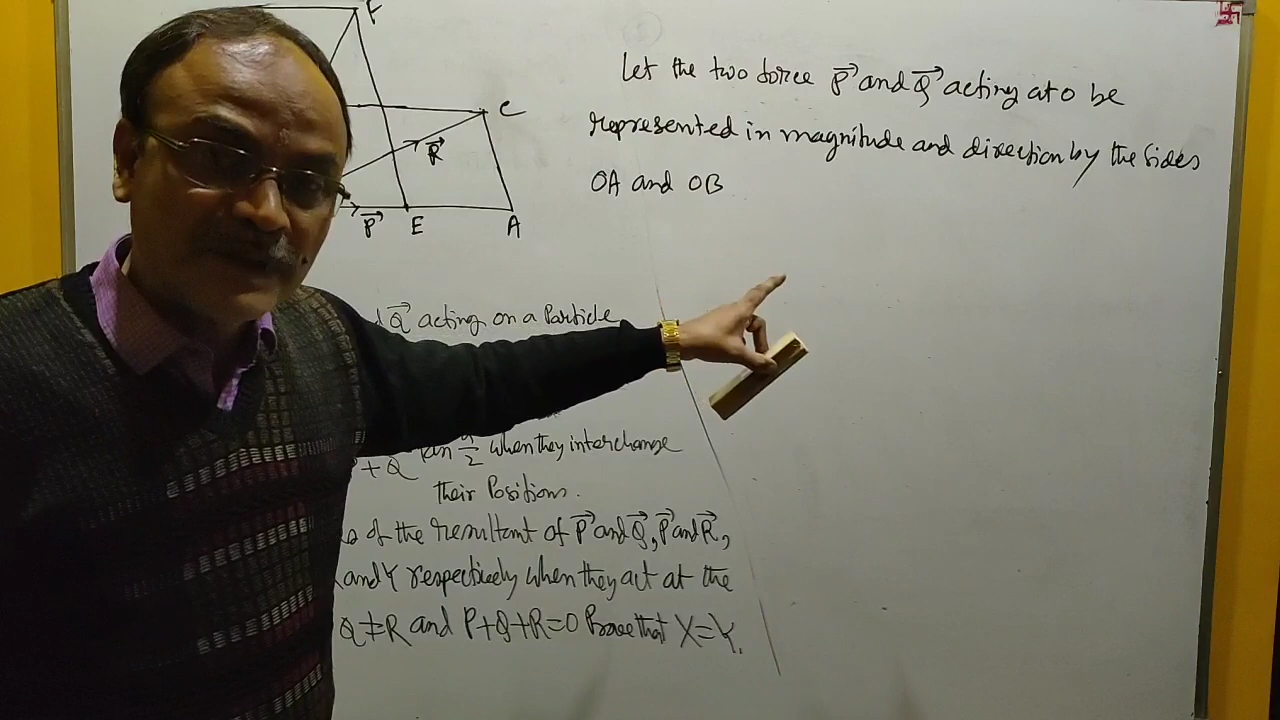 F
C
R
P E A
Let the two force P and Q acting at O be
represented in magnitude and direction by the sides
OA and OB
Q acting on a Particle
+ Q tan α/2 when they interchange
their Positions.
of the resultant of P and Q, P and R,
and Y respectively when they act at the
Q ≠ R and P+Q+R=0 Prove that X=Y.